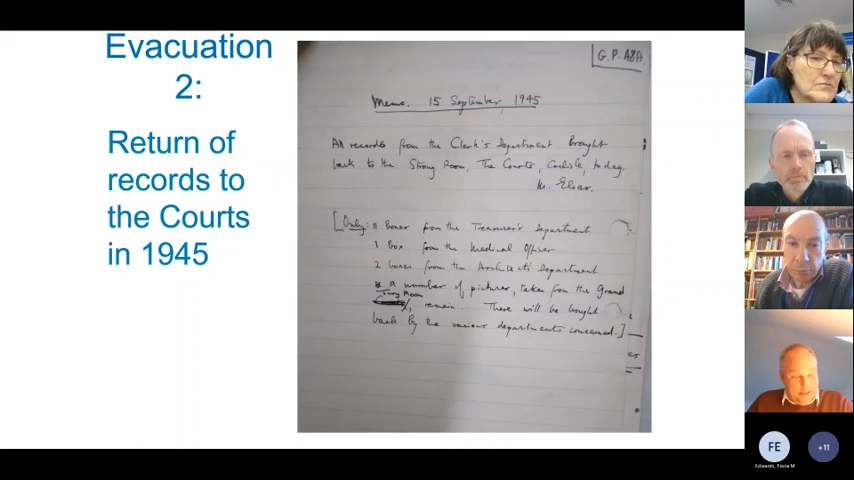 Evacuation
2:
Return of
records to
the Courts
in 1945
G.P. A&A.
Memo. 15 September 1945
All records from the Clerk's Department Brought
back to the Strong Room, The Courts, Carlisle, to day.
[Only: 11 Boxes from the Treasurer's Department
1 Box from the Medical Officer
2 boxes from the Architect's Department
a number of pictures, taken from the Grand
Jury Room
remain. These will be brought
back by the various departments concerned.]
er
FE
+11
Edwards, Fiona M